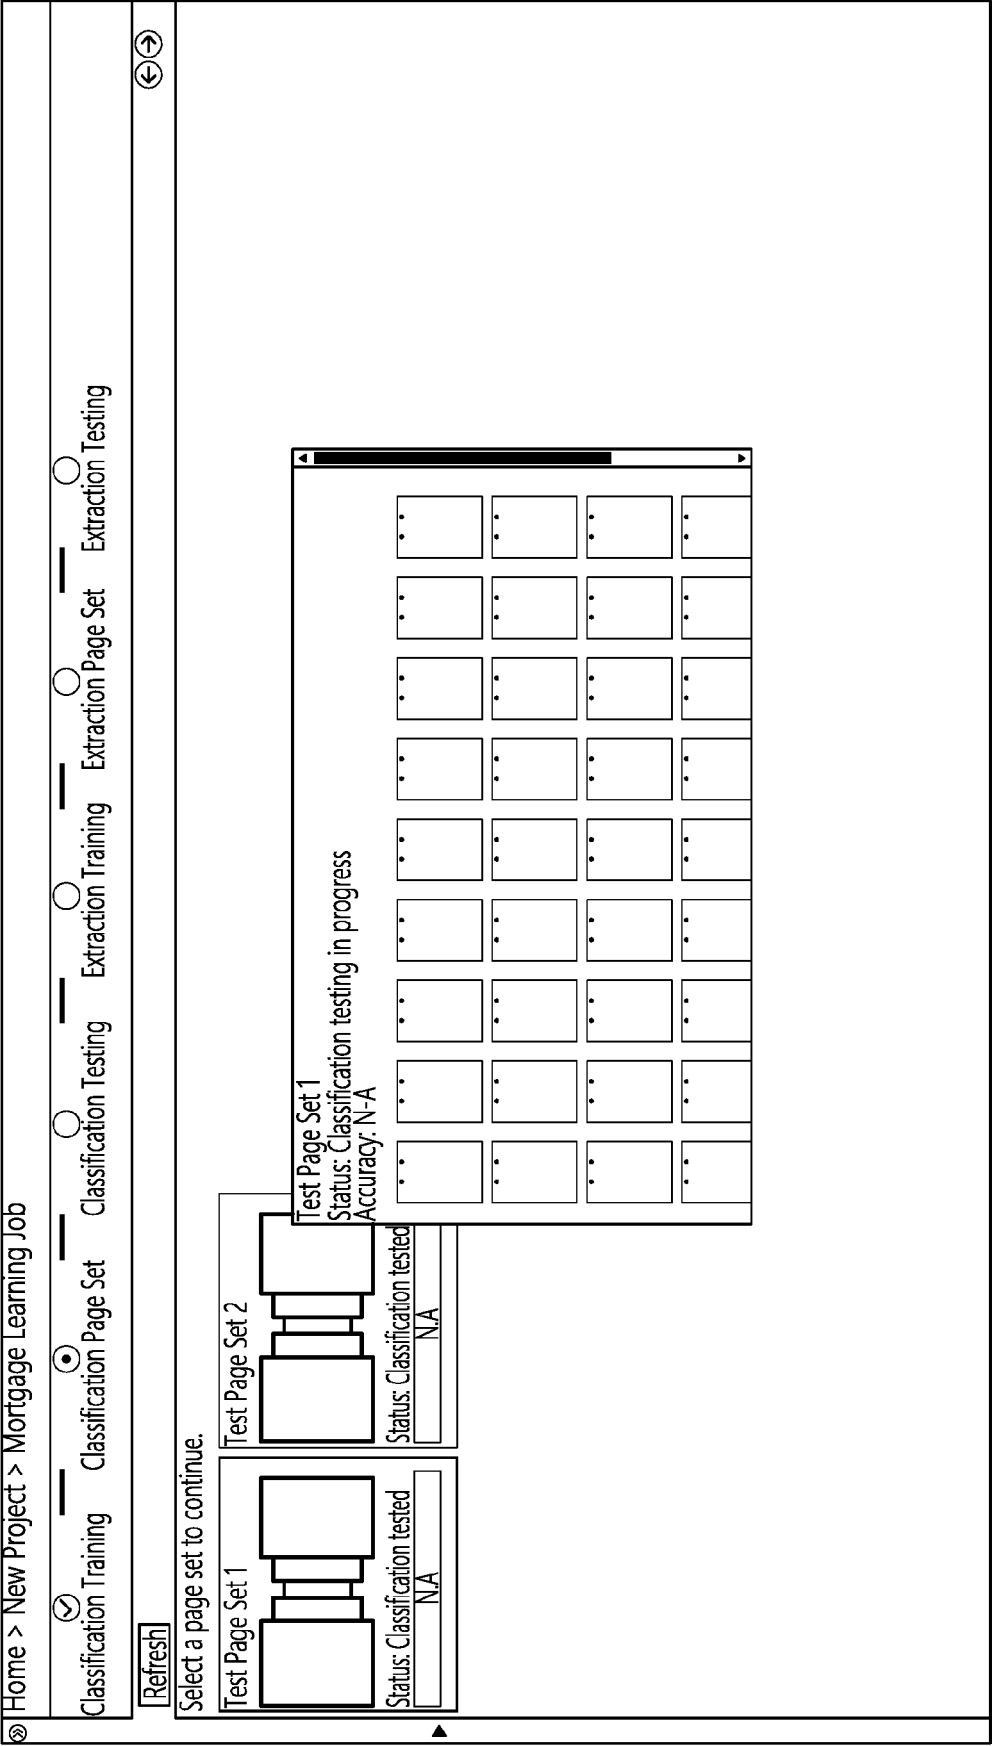 Home > New Project > Mortgage Learning Job
Classification Training
Classification Page Set
Classification Testing
Extraction Training
Extraction Page Set
Extraction Testing
Refresh
Select a page set to continue.
Test Page Set 1
Status: Classification tested
N.A
Test Page Set 2
Status: Classification tested
N.A
Test Page Set 1
Status: Classification testing in progress
Accuracy: N-A